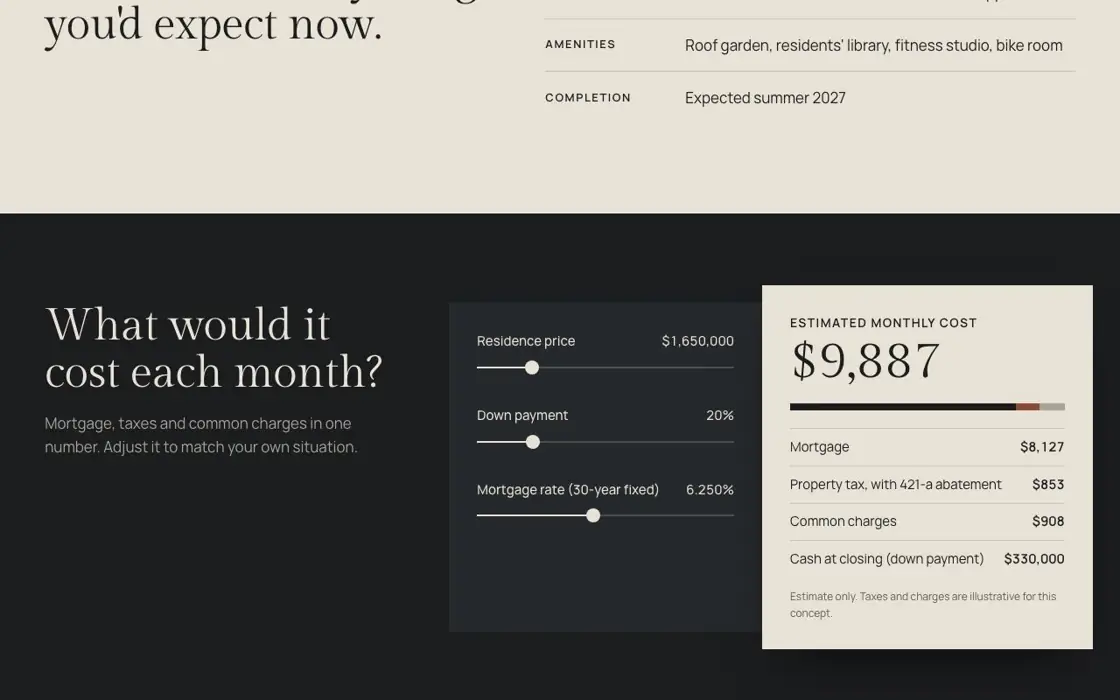 you'd expect now.
AMENITIES
Roof garden, residents' library, fitness studio, bike room
COMPLETION
Expected summer 2027
What would it
cost each month?
Mortgage, taxes and common charges in one
number. Adjust it to match your own situation.
Residence price
$1,650,000
Down payment
20%
Mortgage rate (30-year fixed)
6.250%
ESTIMATED MONTHLY COST
$9,887
Mortgage
$8,127
Property tax, with 421-a abatement
$853
Common charges
$908
Cash at closing (down payment)
$330,000
Estimate only. Taxes and charges are illustrative for this
concept.